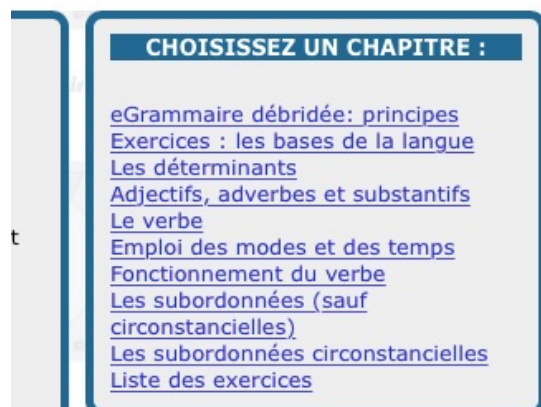 CHOISISSEZ UN CHAPITRE :
eGrammaire débridée: principes
Exercices : les bases de la langue
Les déterminants
Adjectifs, adverbes et substantifs
Le verbe
t
Emploi des modes et des temps
Fonctionnement du verbe
Les subordonnées (sauf
circonstancielles)
Les subordonnées circonstancielles
Liste des exercices